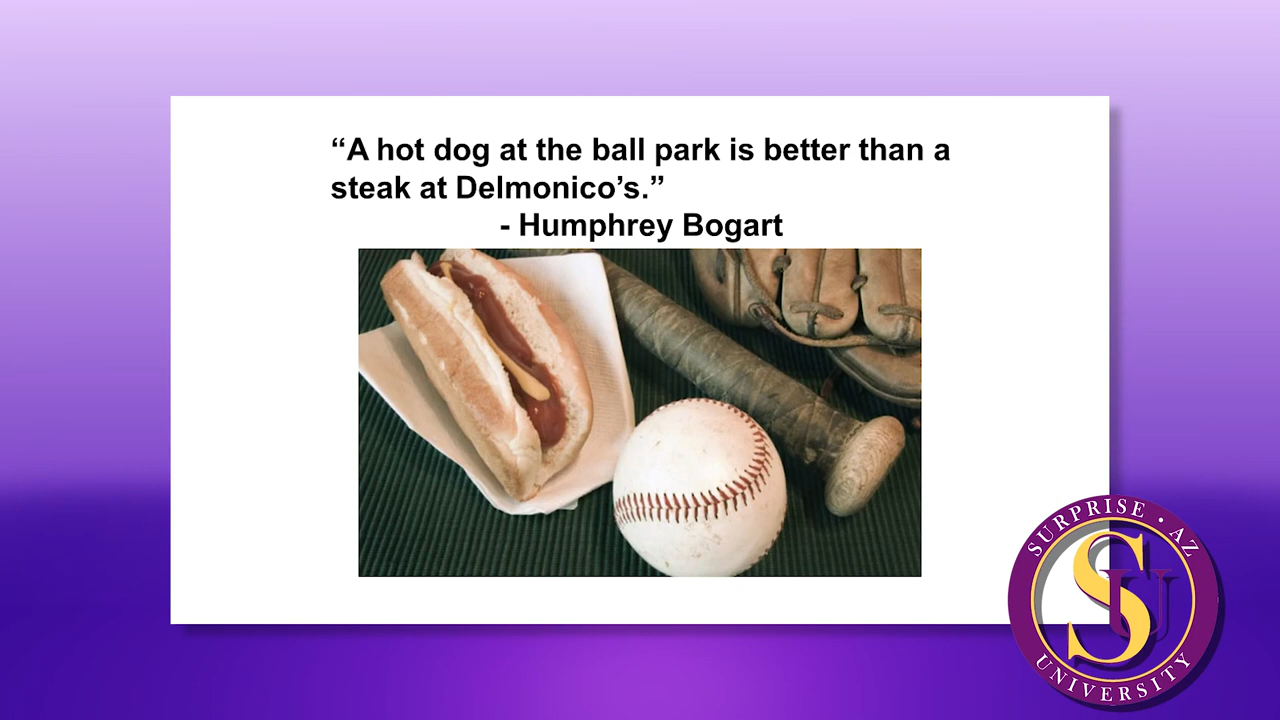 “A hot dog at the ball park is better than a
steak at Delmonico’s.”
- Humphrey Bogart
SURPRISE • AZ
SU
UNIVERSITY